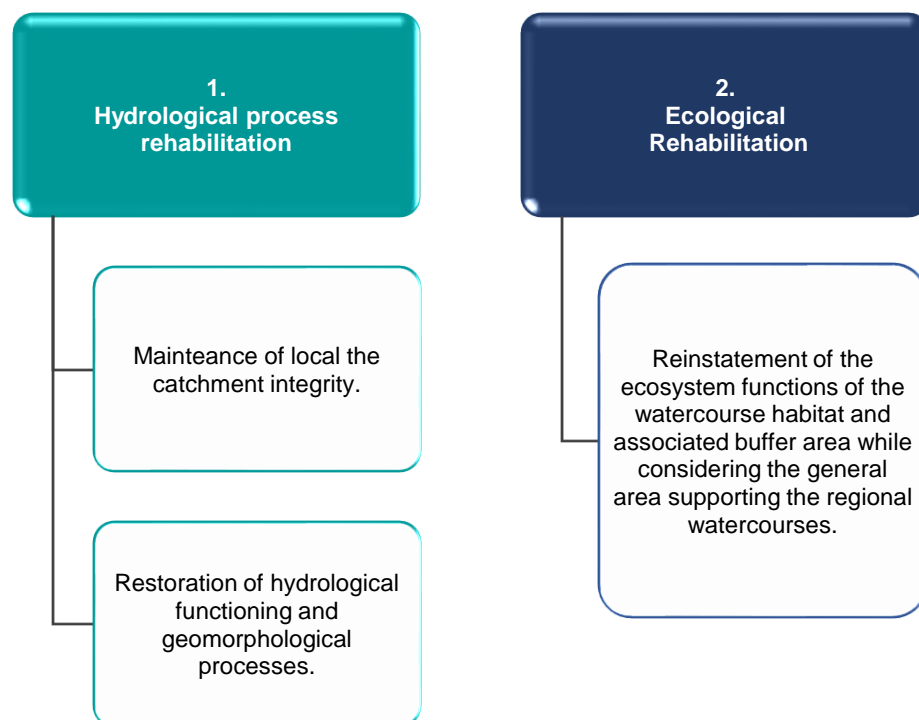 1.
Hydrological process
rehabilitation
Mainteance of local the
catchment integrity.
Restoration of hydrological
functioning and
geomorphological
processes.
2.
Ecological
Rehabilitation
Reinstatement of the
ecosystem functions of the
watercourse habitat and
associated buffer area while
considering the general
area supporting the regional
watercourses.